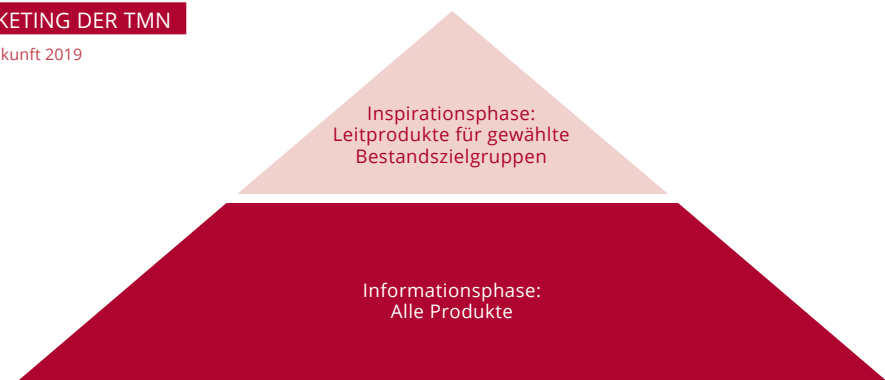 KETING DER TMN
kunft 2019
Inspirationsphase:
Leitprodukte für gewählte
Bestandszielgruppen
Informationsphase:
Alle Produkte